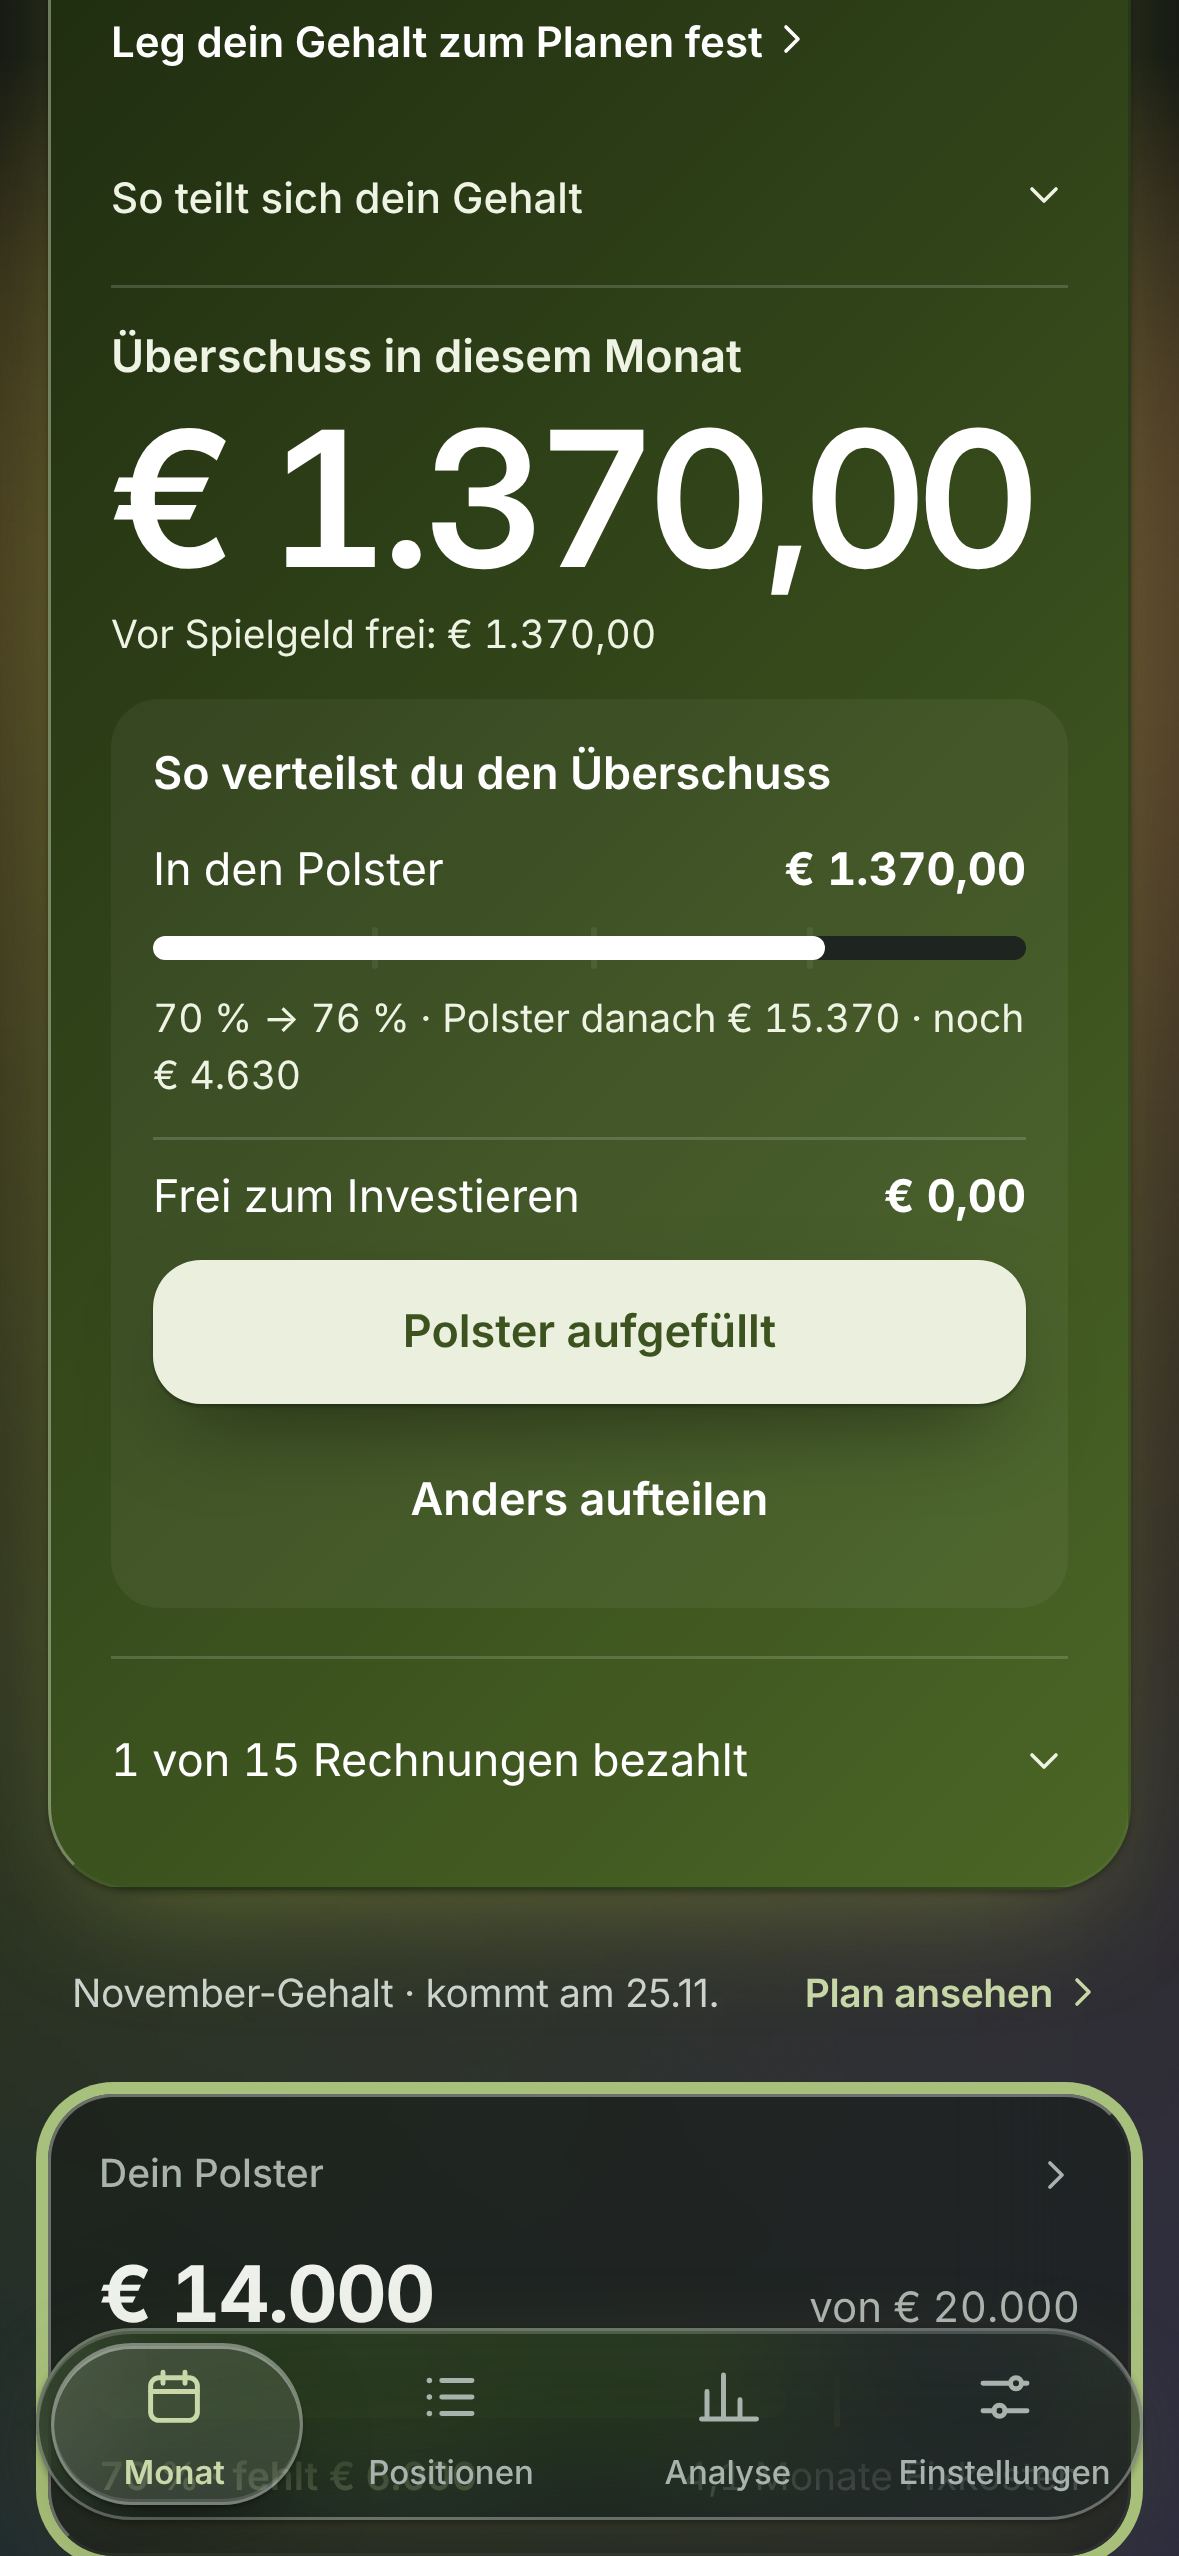 Leg dein Gehalt zum Planen fest
So teilt sich dein Gehalt
Überschuss in diesem Monat
€ 1.370,00
Vor Spielgeld frei: € 1.370,00
So verteilst du den Überschuss
In den Polster € 1.370,00
70 % → 76 % · Polster danach € 15.370 · noch
€ 4.630
Frei zum Investieren € 0,00
Polster aufgefüllt
Anders aufteilen
1 von 15 Rechnungen bezahlt
November-Gehalt · kommt am 25.11. Plan ansehen
Dein Polster
€ 14.000 von € 20.000
fehlt € Monate
Monat Positionen Analyse Einstellungen